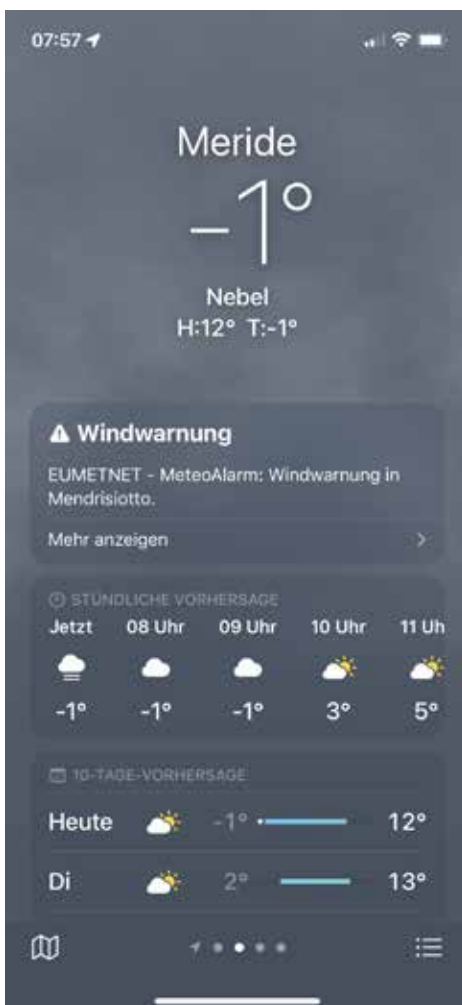 07:57
Meride
-1°
Nebel
H:12° T:-1°
Windwarnung
EUMETNET - MeteoAlarm: Windwarnung in
Mendrisiotto.
Mehr anzeigen
STÜNDLICHE VORHERSAGE
Jetzt 08 Uhr 09 Uhr 10 Uhr 11 Uh
-1° -1° -1° 3° 5°
10-TAGE-VORHERSAGE
Heute -1° 12°
Di 2° 13°